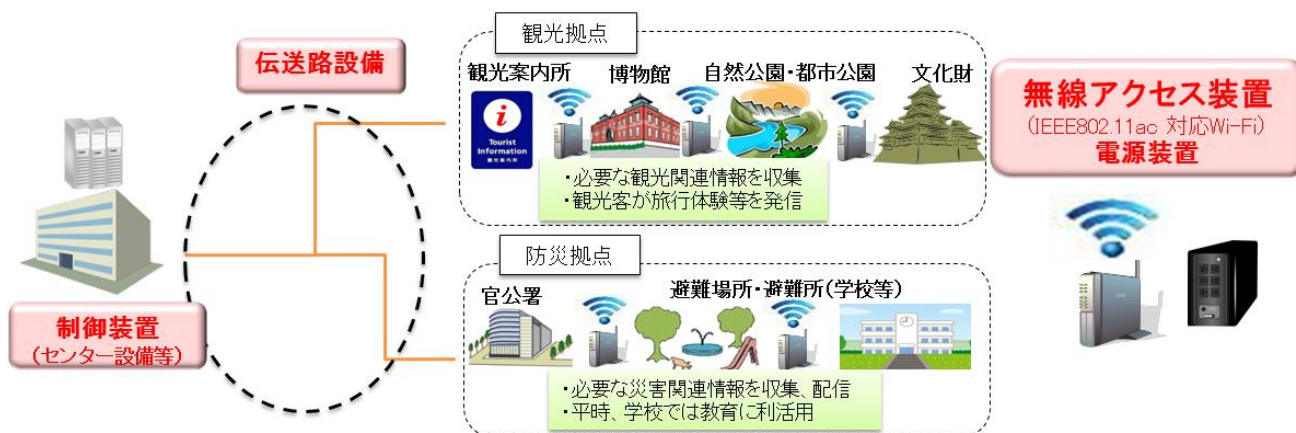 伝送路設備
制御装置
(センター設備等)
観光拠点
観光案内所
博物館
自然公園・都市公園
文化財
i
Tourist
Information
観光案内所
・必要な観光関連情報を収集
・観光客が旅行体験等を発信
防災拠点
官公署
避難場所・避難所(学校等)
・必要な災害関連情報を収集、配信
・平時、学校では教育に利活用
無線アクセス装置
(IEEE802.11ac 対応Wi-Fi)
電源装置